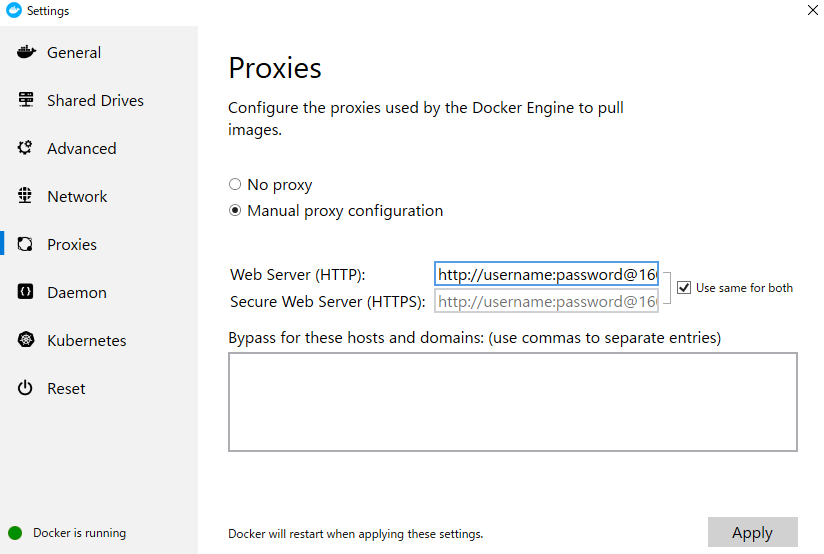 Settings
General
Shared Drives
Advanced
Network
Proxies
Daemon
Kubernetes
Reset
Docker is running
Proxies
Configure the proxies used by the Docker Engine to pull
images.
No proxy
Manual proxy configuration
Web Server (HTTP): http://username:password@16
Secure Web Server (HTTPS): http://username:password@16
Use same for both
Bypass for these hosts and domains: (use commas to separate entries)
Docker will restart when applying these settings.
Apply